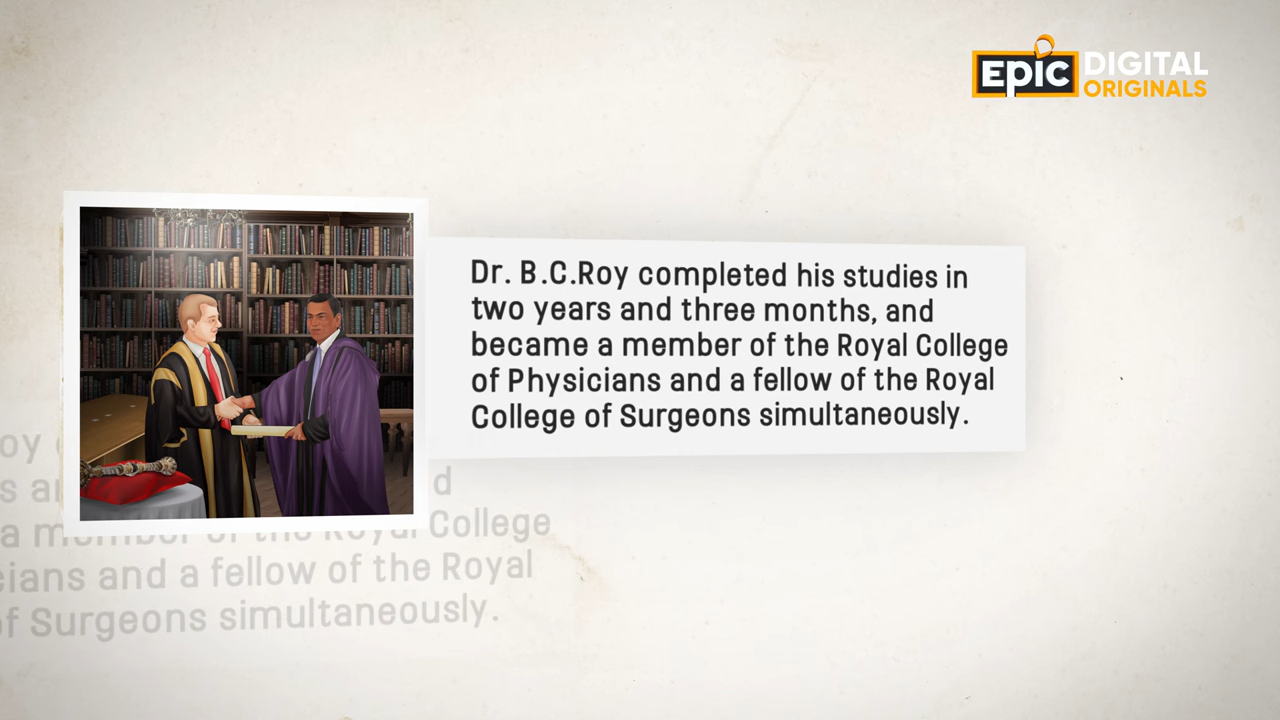 EPIC DIGITAL
ORIGINALS
Dr. B.C.Roy completed his studies in
two years and three months, and
became a member of the Royal College
of Physicians and a fellow of the Royal
College of Surgeons simultaneously.
oy
d
a member of the Royal College
cians and a fellow of the Royal
of Surgeons simultaneously.